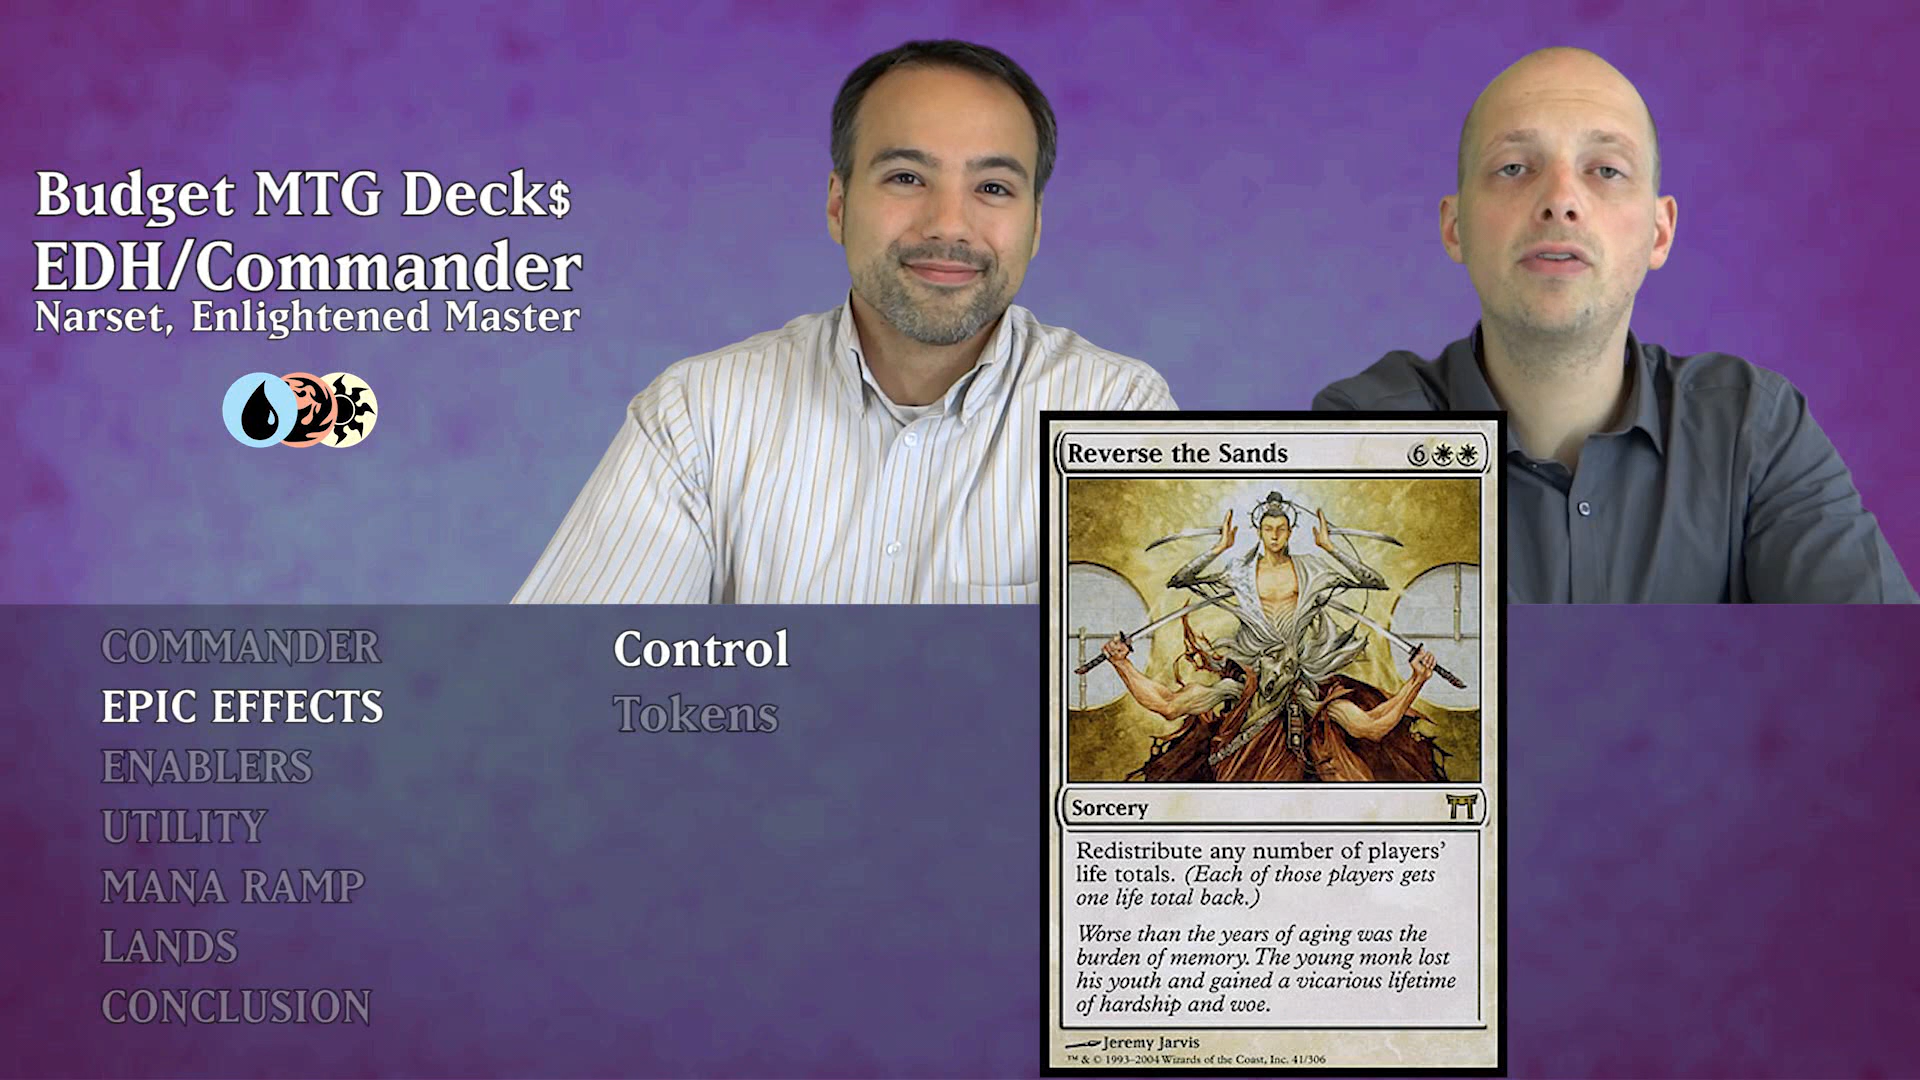 Budget MTG Deck$
EDH/Commander
Narset, Enlightened Master
COMMANDER
EPIC EFFECTS
ENABLERS
UTILITY
MANA RAMP
LANDS
CONCLUSION
Control
Tokens
Reverse the Sands 6
Sorcery
Redistribute any number of players'
life totals. (Each of those players gets
one life total back.)
Worse than the years of aging was the
burden of memory. The young monk lost
his youth and gained a vicarious lifetime
of hardship and woe.
Jeremy Jarvis
™ & © 1993–2004 Wizards of the Coast, Inc. 41/306